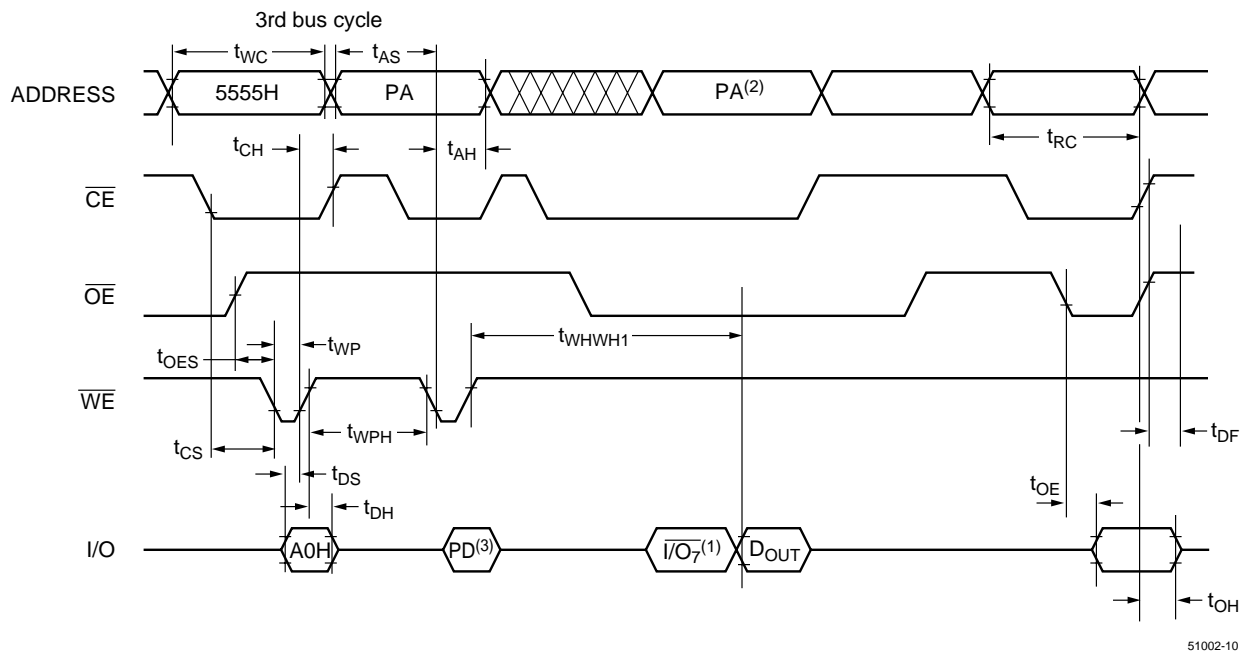 3rd bus cycle
tWC
tAS
ADDRESS
5555H
PA
PA(2)
tCH
tAH
tRC
CE
OE
tWHWH1
tWP
tOES
WE
tWPH
tCS
tDF
tDS
tOE
tDH
I/O
A0H
PD(3)
I/O7(1)
DOUT
tOH
51002-10